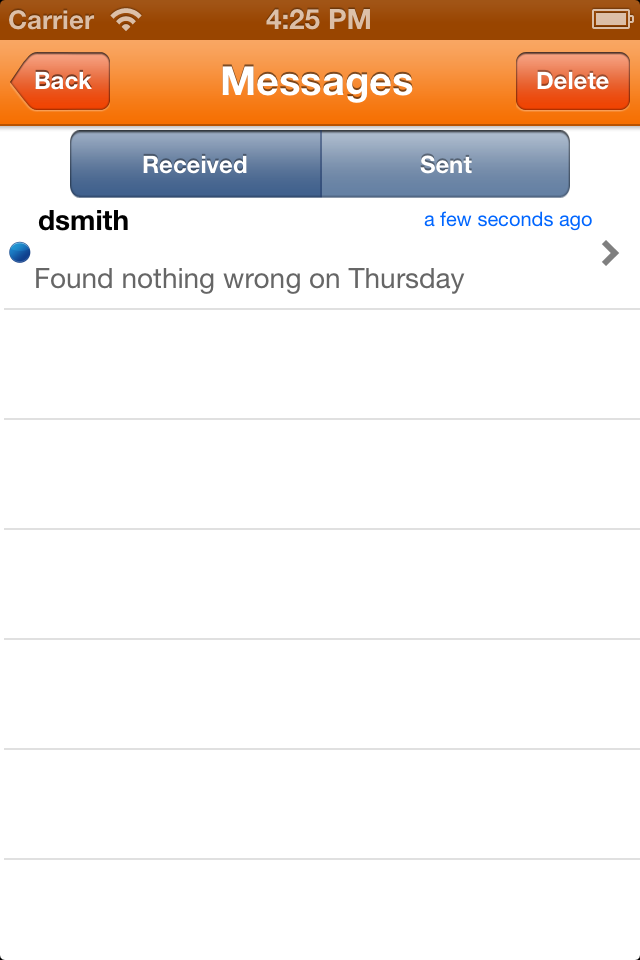 Carrier 4:25 PM
Back Messages Delete
Received Sent
dsmith a few seconds ago
Found nothing wrong on Thursday